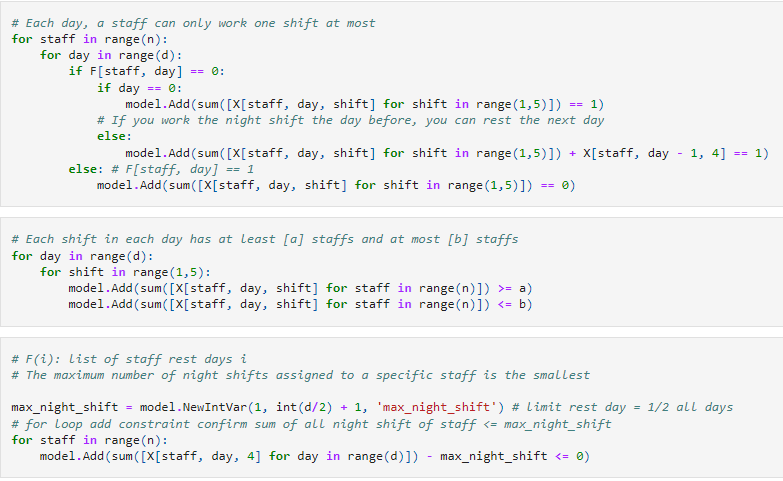 # Each day, a staff can only work one shift at most
for staff in range(n):
    for day in range(d):
        if F[staff, day] == 0:
            if day == 0:
                model.Add(sum([X[staff, day, shift] for shift in range(1,5)]) == 1)
            # If you work the night shift the day before, you can rest the next day
            else:
                model.Add(sum([X[staff, day, shift] for shift in range(1,5)]) + X[staff, day - 1, 4] == 1)
        else: # F[staff, day] == 1
            model.Add(sum([X[staff, day, shift] for shift in range(1,5)]) == 0)
# Each shift in each day has at least [a] staffs and at most [b] staffs
for day in range(d):
    for shift in range(1,5):
        model.Add(sum([X[staff, day, shift] for staff in range(n)]) >= a)
        model.Add(sum([X[staff, day, shift] for staff in range(n)]) <= b)
# F(i): list of staff rest days i
# The maximum number of night shifts assigned to a specific staff is the smallest
max_night_shift = model.NewIntVar(1, int(d/2) + 1, 'max_night_shift') # limit rest day = 1/2 all days
# for loop add constraint confirm sum of all night shift of staff <= max_night_shift
for staff in range(n):
    model.Add(sum([X[staff, day, 4] for day in range(d)]) - max_night_shift <= 0)